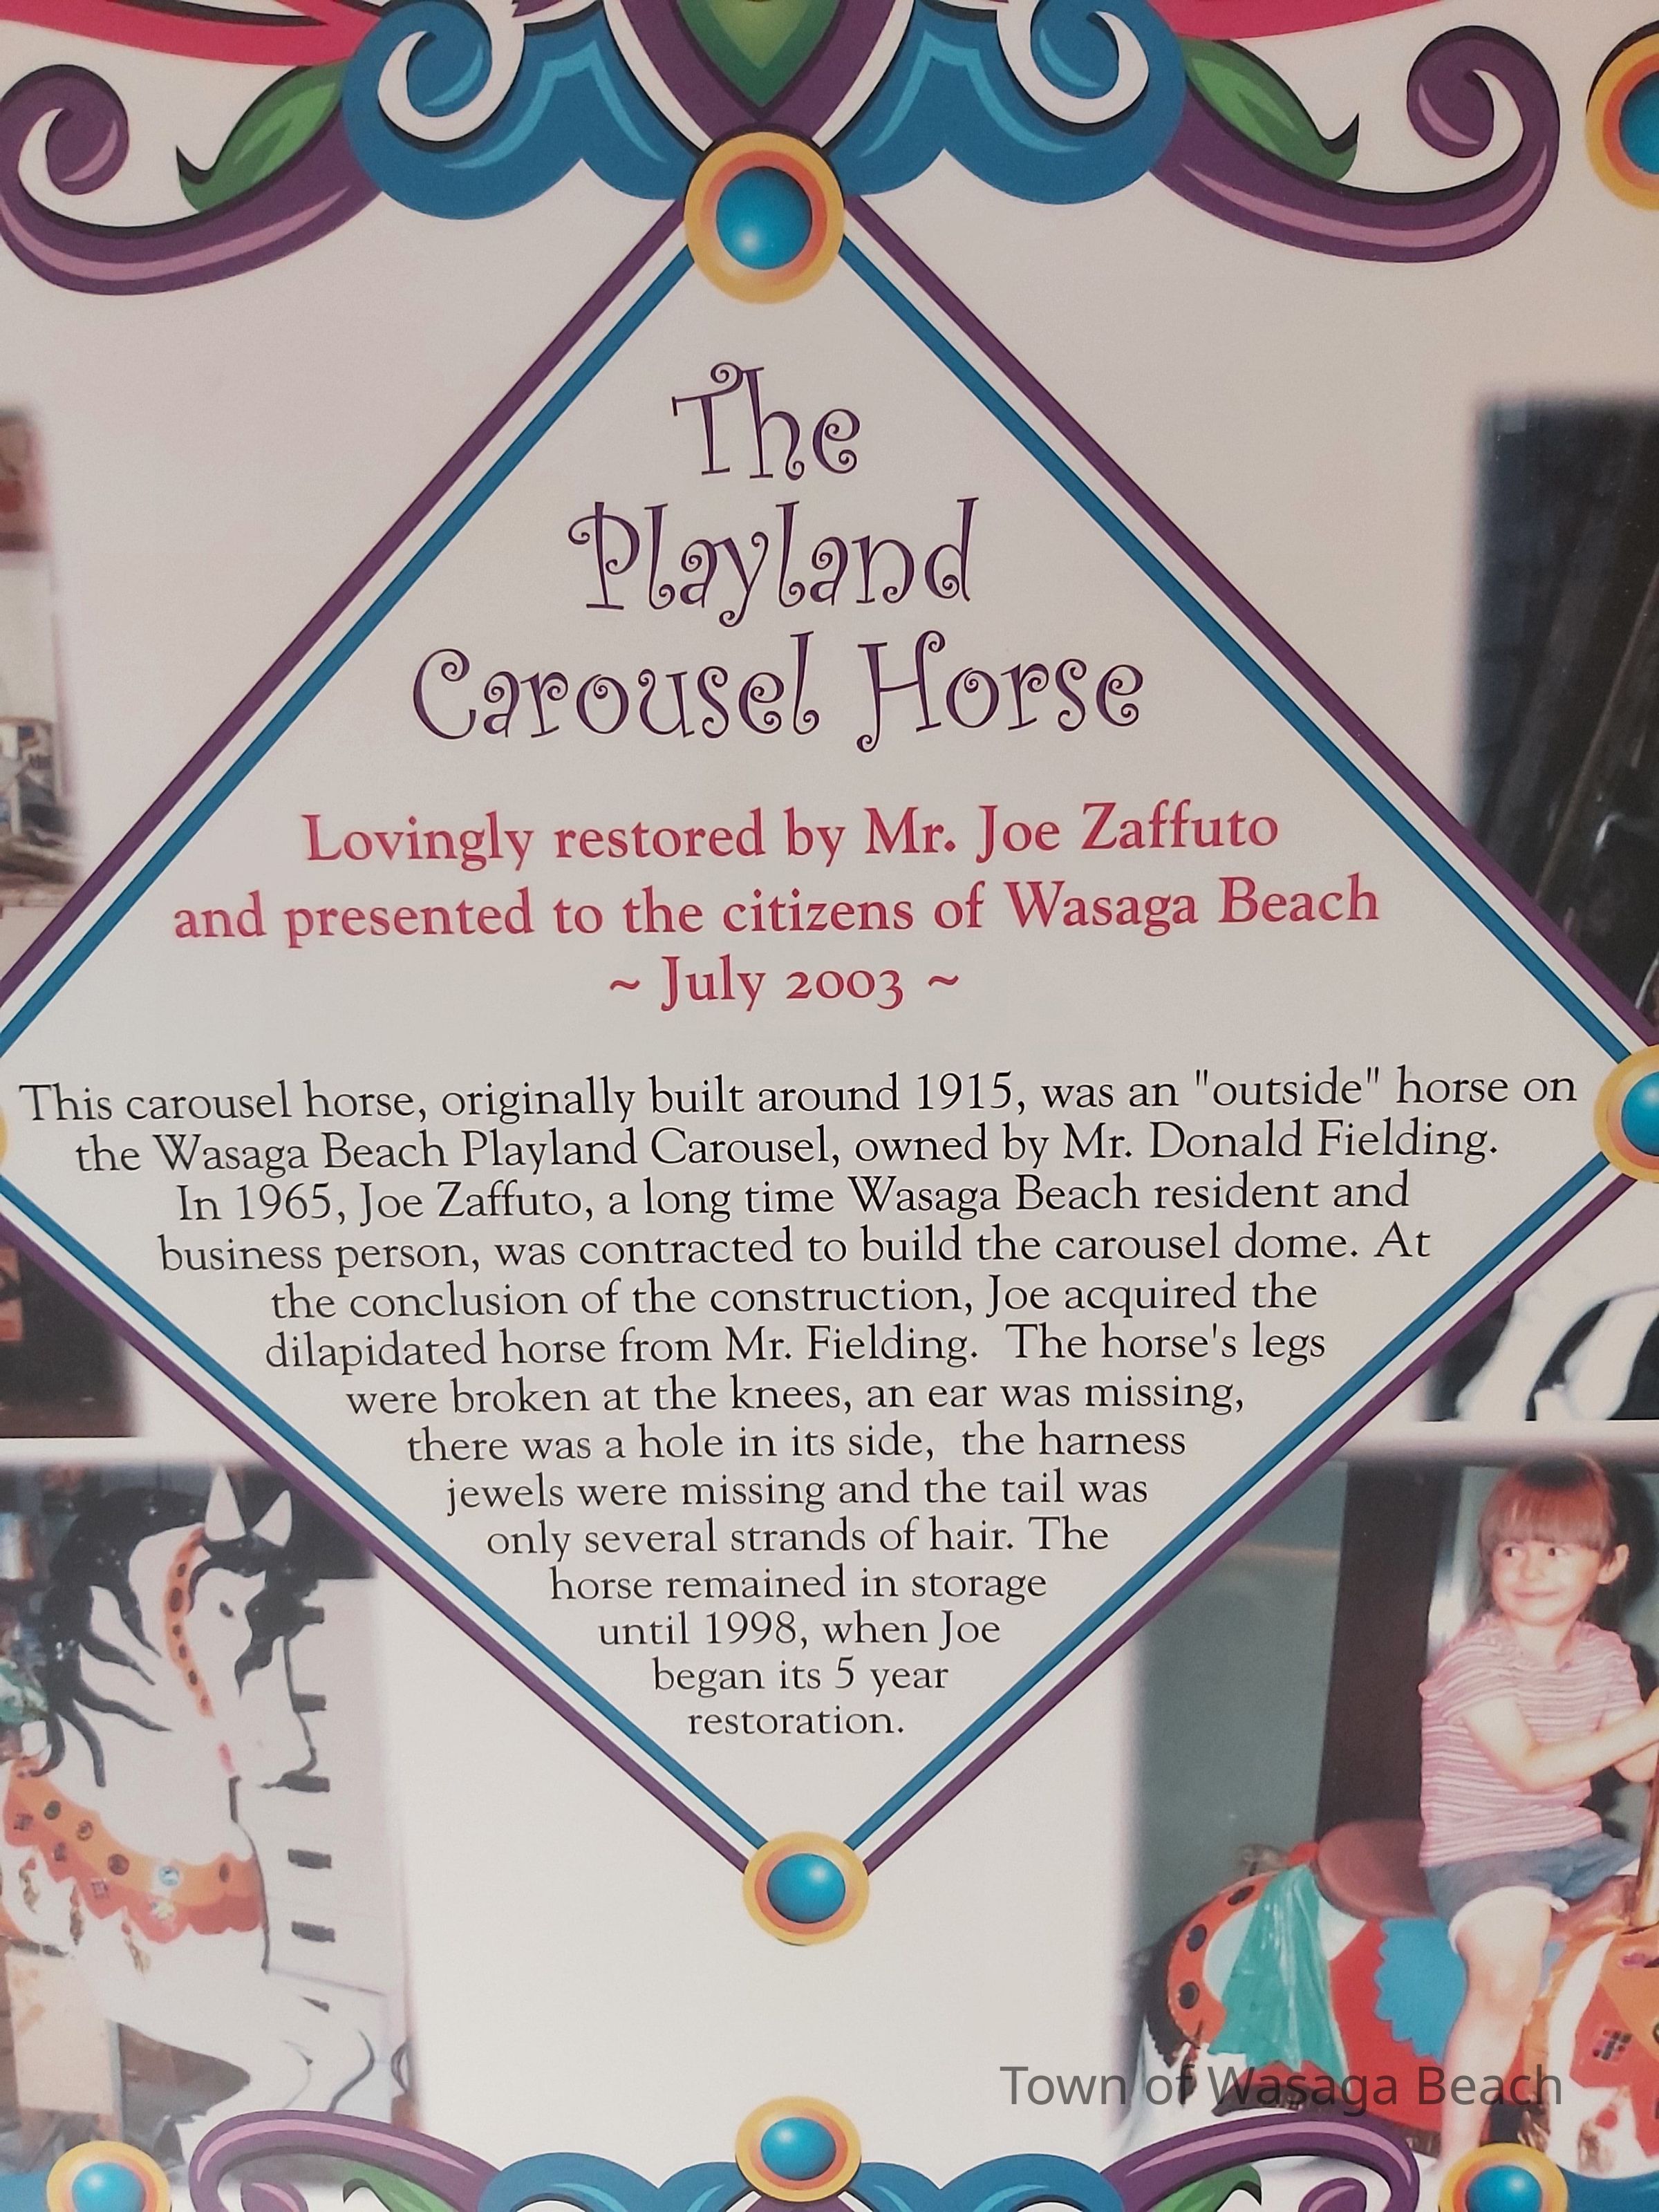 The
Playland
Carousel Horse
Lovingly restored by Mr. Joe Zaffuto
and presented to the citizens of Wasaga Beach
~ July 2003 ~
This carousel horse, originally built around 1915, was an "outside" horse on
the Wasaga Beach Playland Carousel, owned by Mr. Donald Fielding.
In 1965, Joe Zaffuto, a long time Wasaga Beach resident and
business person, was contracted to build the carousel dome. At
the conclusion of the construction, Joe acquired the
dilapidated horse from Mr. Fielding.  The horse's legs
were broken at the knees, an ear was missing,
there was a hole in its side,  the harness
jewels were missing and the tail was
only several strands of hair. The
horse remained in storage
until 1998, when Joe
began its 5 year
restoration.
Town of Wasaga Beach